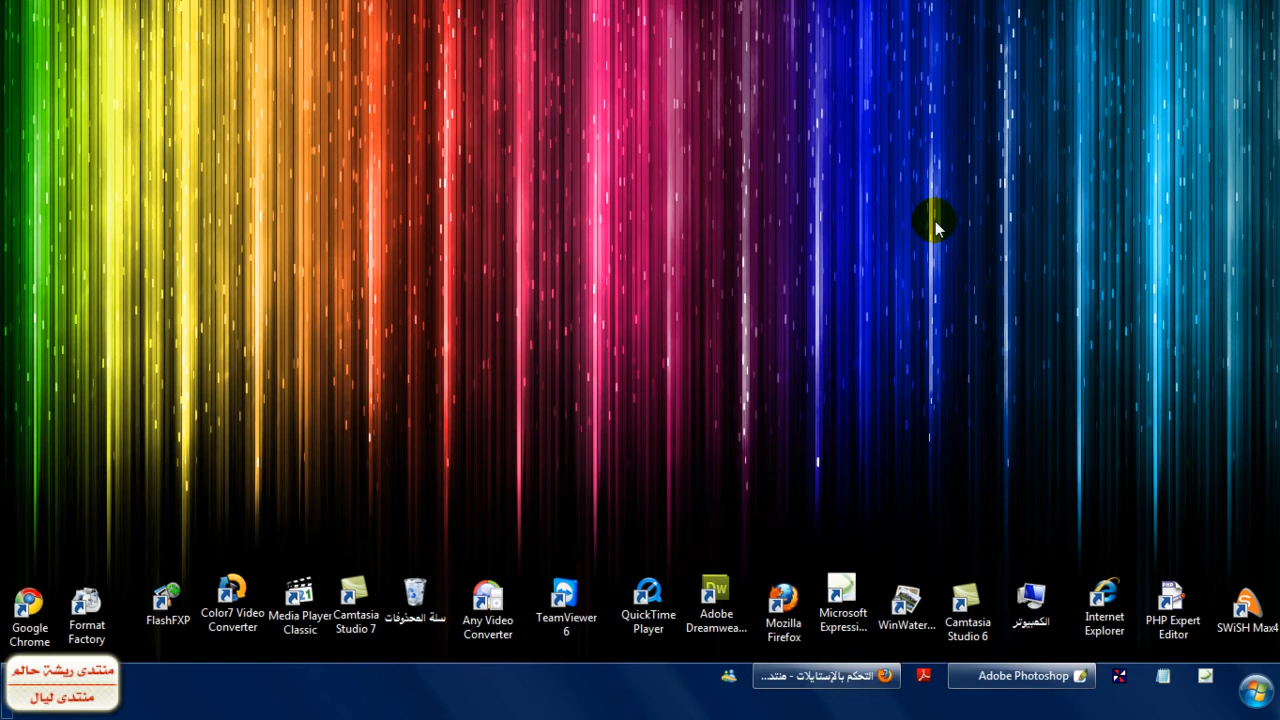 Google
Chrome
Format
Factory
FlashFXP
Color7 Video
Converter
Media Player
Classic
Camtasia
Studio 7
سلة المحذوفات
Any Video
Converter
TeamViewer
6
QuickTime
Player
Adobe
Dreamwea...
Mozilla
Firefox
Microsoft
Expressi...
WinWater...
Camtasia
Studio 6
الكمبيوتر
Internet
Explorer
PHP Expert
Editor
SWiSH Max4
منتدى ريشة حالم
منتدى ليال
التحكم بالإستايلات - منتد...
Adobe Photoshop